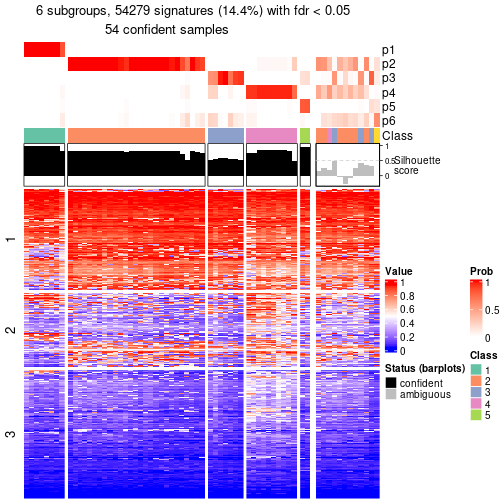 6 subgroups, 54279 signatures (14.4%) with fdr < 0.05
54 confident samples
p1
p2
p3
p4
p5
p6
Class
1
0.5
0
Silhouette
score
1
2
3
Value
1
0.8
0.6
0.4
0.2
0
Status (barplots)
confident
ambiguous
Prob
1
0.5
0
Class
1
2
3
4
5